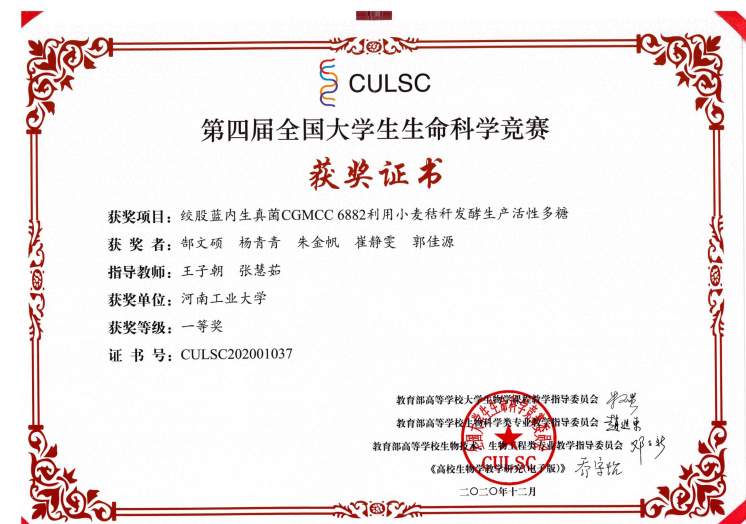 CULSC
第四届全国大学生生命科学竞赛
获奖证书
获奖项目：绞股蓝内生真菌CGMCC 6882利用小麦秸秆发酵生产活性多糖
获 奖 者：郜文硕 杨青青 朱金帆 崔静雯 郭佳源
指导教师：王子朝 张慧茹
获奖单位：河南工业大学
获奖等级：一等奖
证 书 号：CULSC202001037
教育部高等学校大学生物学课程教学指导委员会
教育部高等学校生物科学类专业教学指导委员会
教育部高等学校生物技术、生物工程类专业教学指导委员会
《高校生物学教学研究(电子版)》
CULSC
二〇二〇年十二月